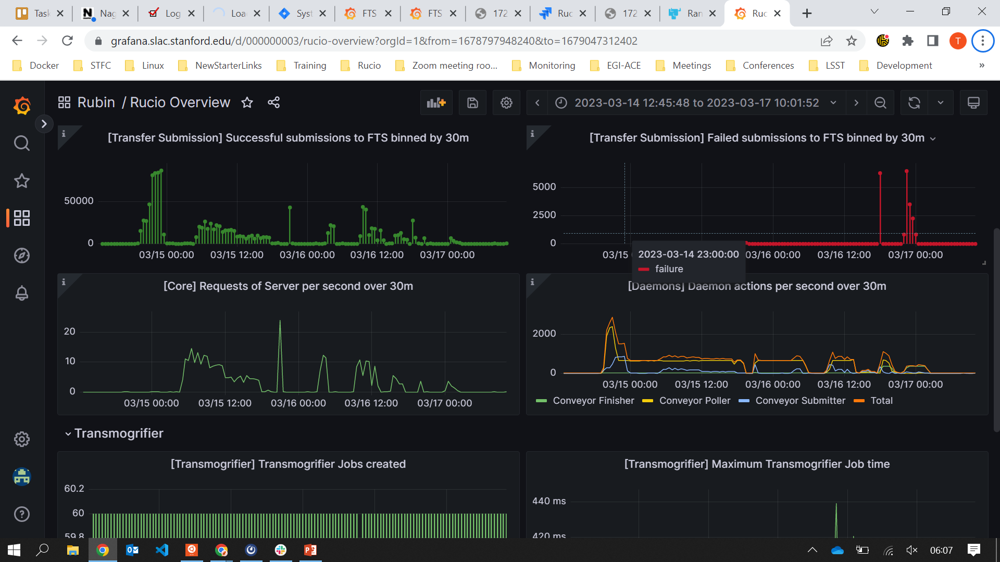 Task
Nag
Log
Loa
Syst
FTS
FTS
172
Ruc
172
Ran
Ruc
grafana.slac.stanford.edu/d/000000003/rucio-overview?orgId=1&from=1678797948240&to=1679047312402
T
Docker
STFC
Linux
NewStarterLinks
Training
Rucio
Zoom meeting roo...
Monitoring
EGI-ACE
Meetings
Conferences
LSST
Development
»
Rubin / Rucio Overview
2023-03-14 12:45:48 to 2023-03-17 10:01:52
[Transfer Submission] Successful submissions to FTS binned by 30m
50000
0
03/15 00:00 03/15 12:00 03/16 00:00 03/16 12:00 03/17 00:00
[Transfer Submission] Failed submissions to FTS binned by 30m
5000
2500
0
03/15 03/16 00:00 03/16 12:00 03/17 00:00
2023-03-14 23:00:00
failure
[Core] Requests of Server per second over 30m
20
10
0
03/15 00:00 03/15 12:00 03/16 00:00 03/16 12:00 03/17 00:00
[Daemons] Daemon actions per second over 30m
2000
0
03/15 00:00 03/15 12:00 03/16 00:00 03/16 12:00 03/17 00:00
Conveyor Finisher Conveyor Poller Conveyor Submitter Total
Transmogrifier
[Transmogrifier] Transmogrifier Jobs created
60.2
60
59.8
[Transmogrifier] Maximum Transmogrifier Job time
440 ms
420 ms
06:07